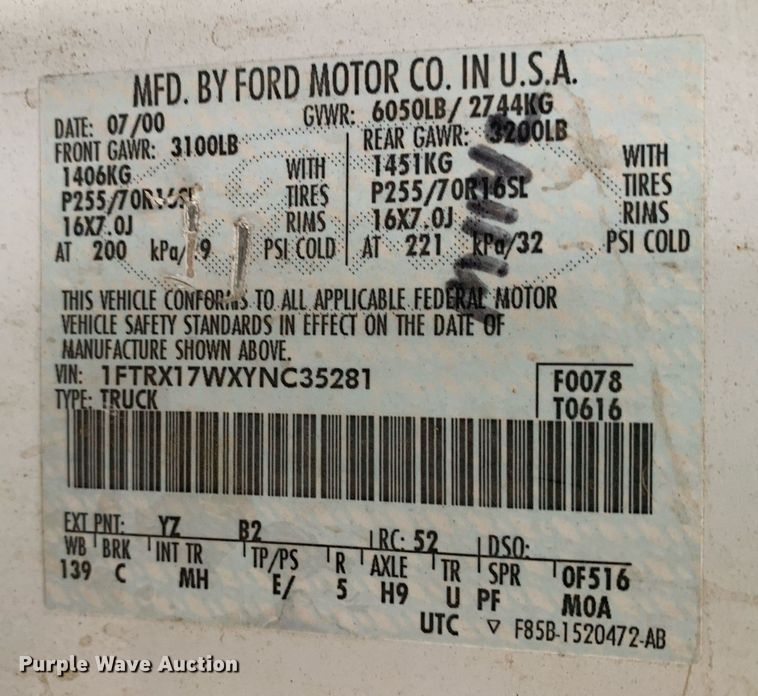 MFD. BY FORD MOTOR CO. IN U.S.A.
DATE: 07/00 GVWR: 6050LB/ 2744KG
FRONT GAWR: 3100LB REAR GAWR: 3200LB
1406KG WITH 1451KG WITH
P255/70R16SL TIRES P255/70R16SL TIRES
16X7.0J RIMS 16X7.0J RIMS
AT 200 kPa/ 9 PSI COLD AT 221 kPa/32 PSI COLD
THIS VEHICLE CONFORMS TO ALL APPLICABLE FEDERAL MOTOR
VEHICLE SAFETY STANDARDS IN EFFECT ON THE DATE OF
MANUFACTURE SHOWN ABOVE.
VIN: 1FTRX17WXYNC35281 F0078
TYPE: TRUCK T0616
EXT PNT: YZ B2 RC: 52 DSO:
WB BRK INT TR TP/PS R AXLE TR SPR 0F516
139 C MH E/ 5 H9 U PF M0A
UTC ▽ F85B-1520472-AB
Purple Wave Auction